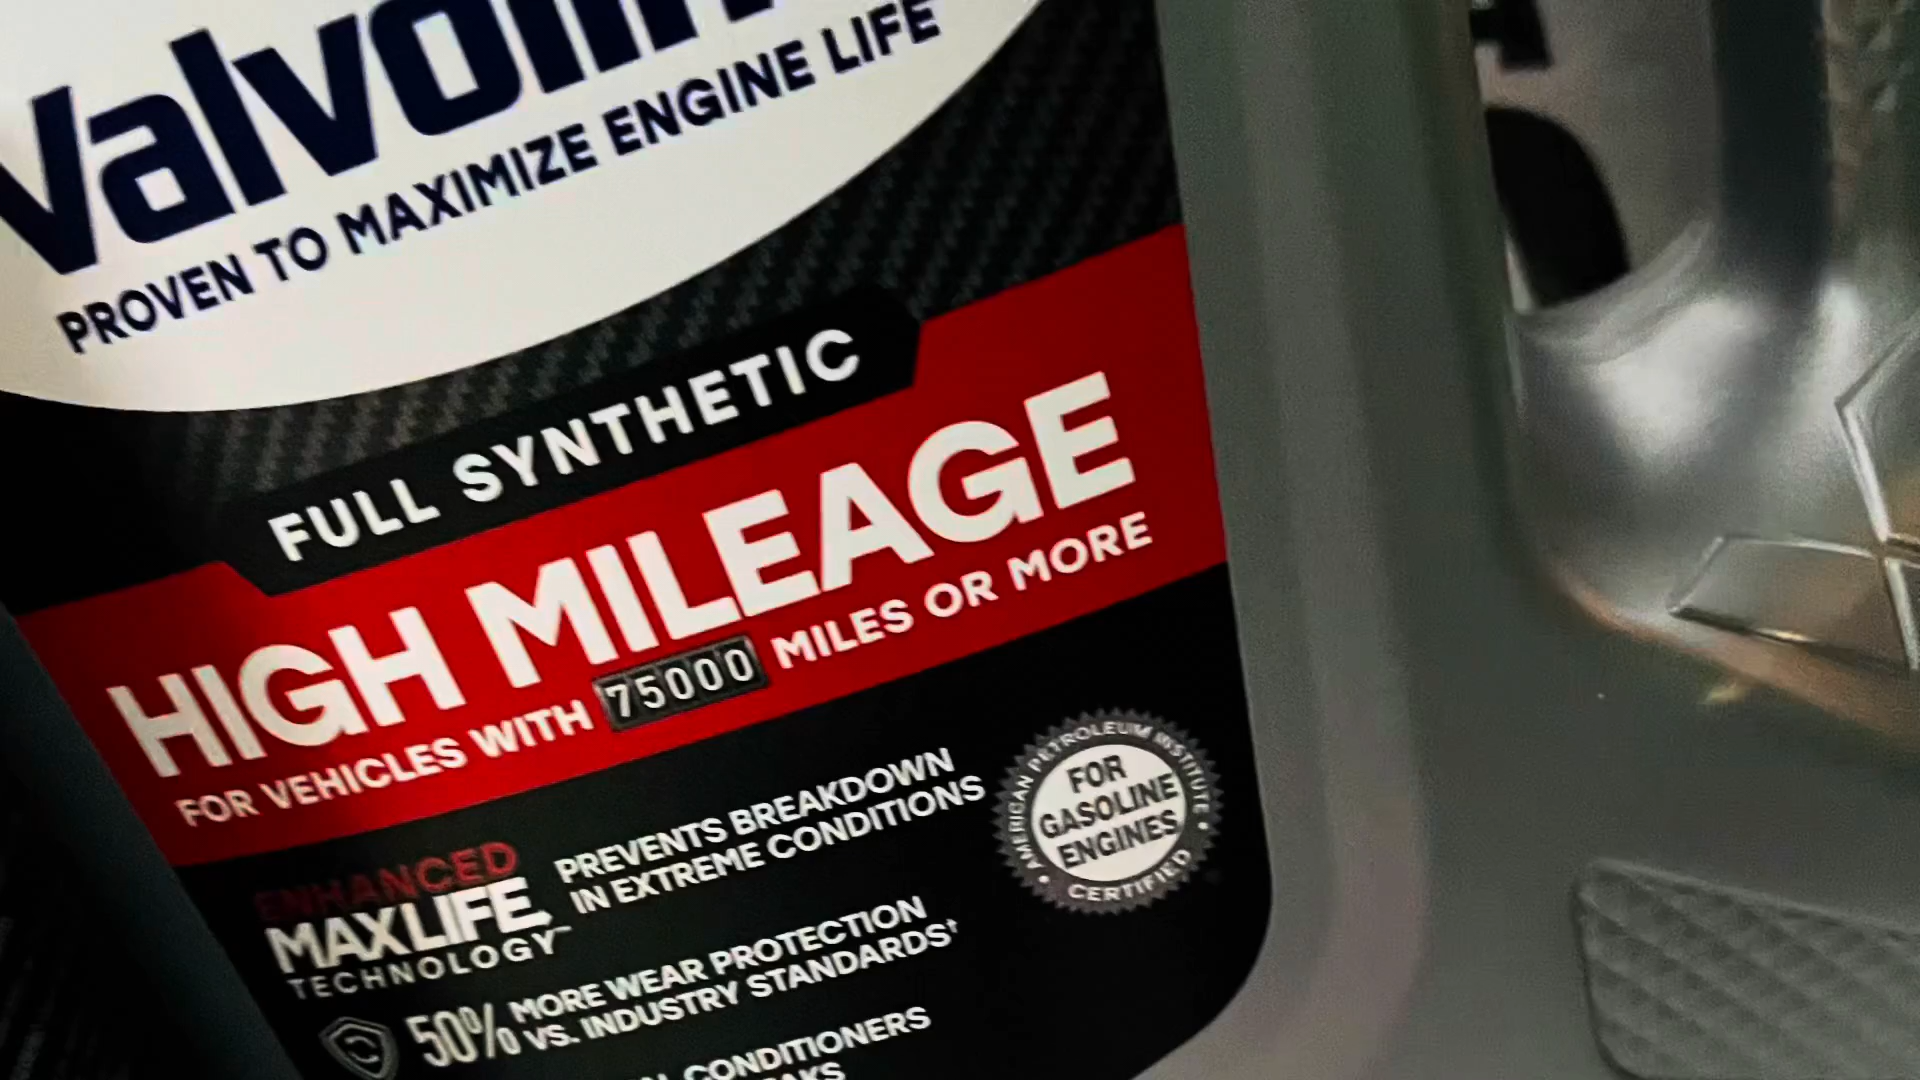 Valvolin
PROVEN TO MAXIMIZE ENGINE LIFE
FULL SYNTHETIC
HIGH MILEAGE
FOR VEHICLES WITH 75000 MILES OR MORE
ENHANCED
MAXLIFE
TECHNOLOGY™
PREVENTS BREAKDOWN
IN EXTREME CONDITIONS
AMERICAN PETROLEUM INSTITUTE
FOR
GASOLINE
ENGINES
CERTIFIED
50% MORE WEAR PROTECTION
VS. INDUSTRY STANDARDS†
CONDITIONERS